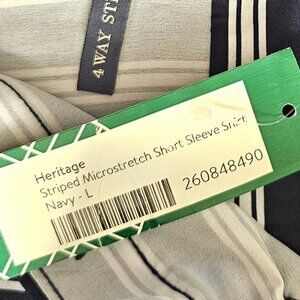 4 WAY ST
Heritage
Striped Microstretch Short Sleeve Shirt
Navy - L
260848490